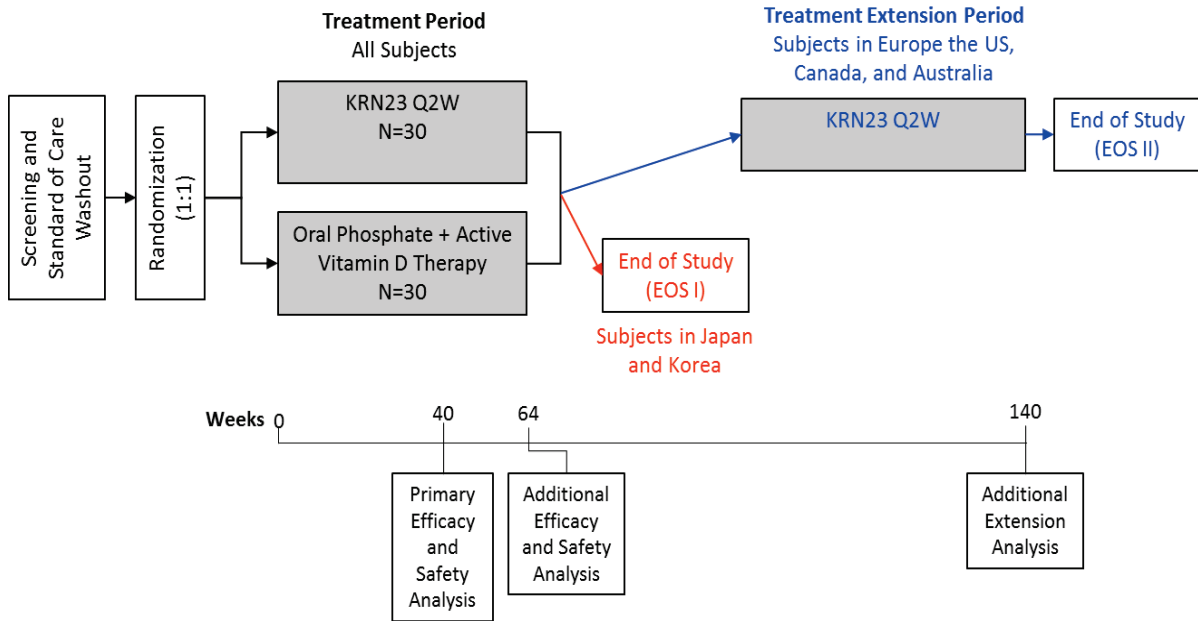 Treatment Period
All Subjects
Treatment Extension Period
Subjects in Europe the US,
Canada, and Australia
Screening and
Standard of Care
Washout
Randomization
(1:1)
KRN23 Q2W
N=30
Oral Phosphate + Active
Vitamin D Therapy
N=30
KRN23 Q2W
End of Study
(EOS II)
End of Study
(EOS I)
Subjects in Japan
and Korea
Weeks 0 40 64 140
Primary
Efficacy
and
Safety
Analysis
Additional
Efficacy
and Safety
Analysis
Additional
Extension
Analysis